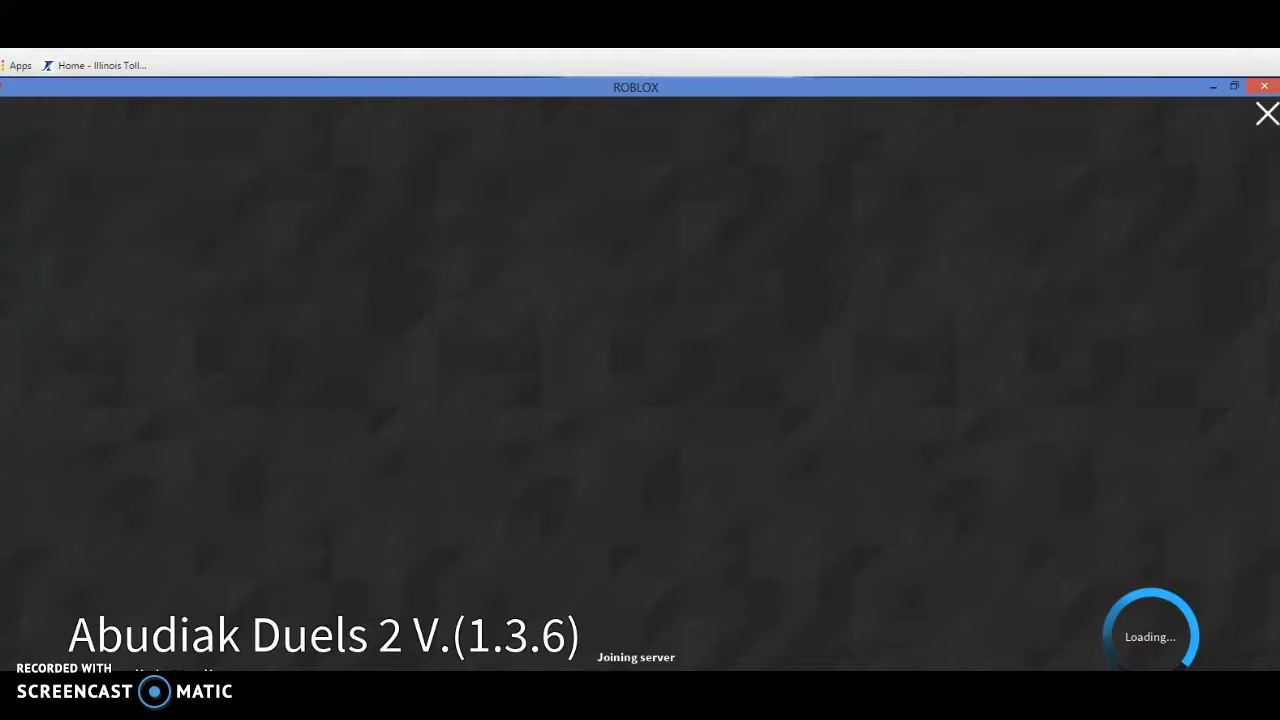 Apps Home - Illinois Toll...
ROBLOX
Abudiak Duels 2 V.(1.3.6)
Loading...
Joining server
RECORDED WITH
SCREENCAST MATIC